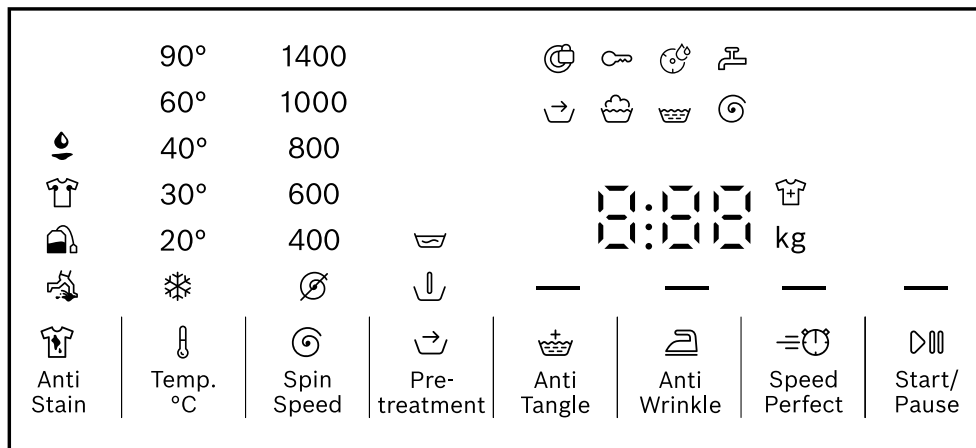 90° 1400
60° 1000
40° 800
30° 600
20° 400
8:88
kg
Anti Stain
Temp. °C
Spin Speed
Pre-treatment
Anti Tangle
Anti Wrinkle
Speed Perfect
Start/Pause